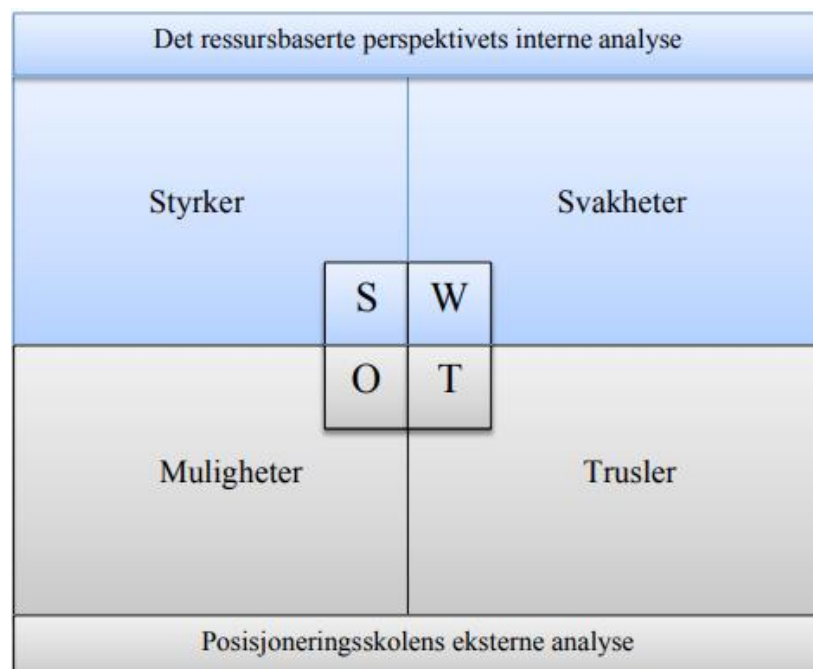 Det ressursbaserte perspektivets interne analyse
Styrker
Svakheter
S
W
O
T
Muligheter
Trusler
Posisjoneringsskolens eksterne analyse